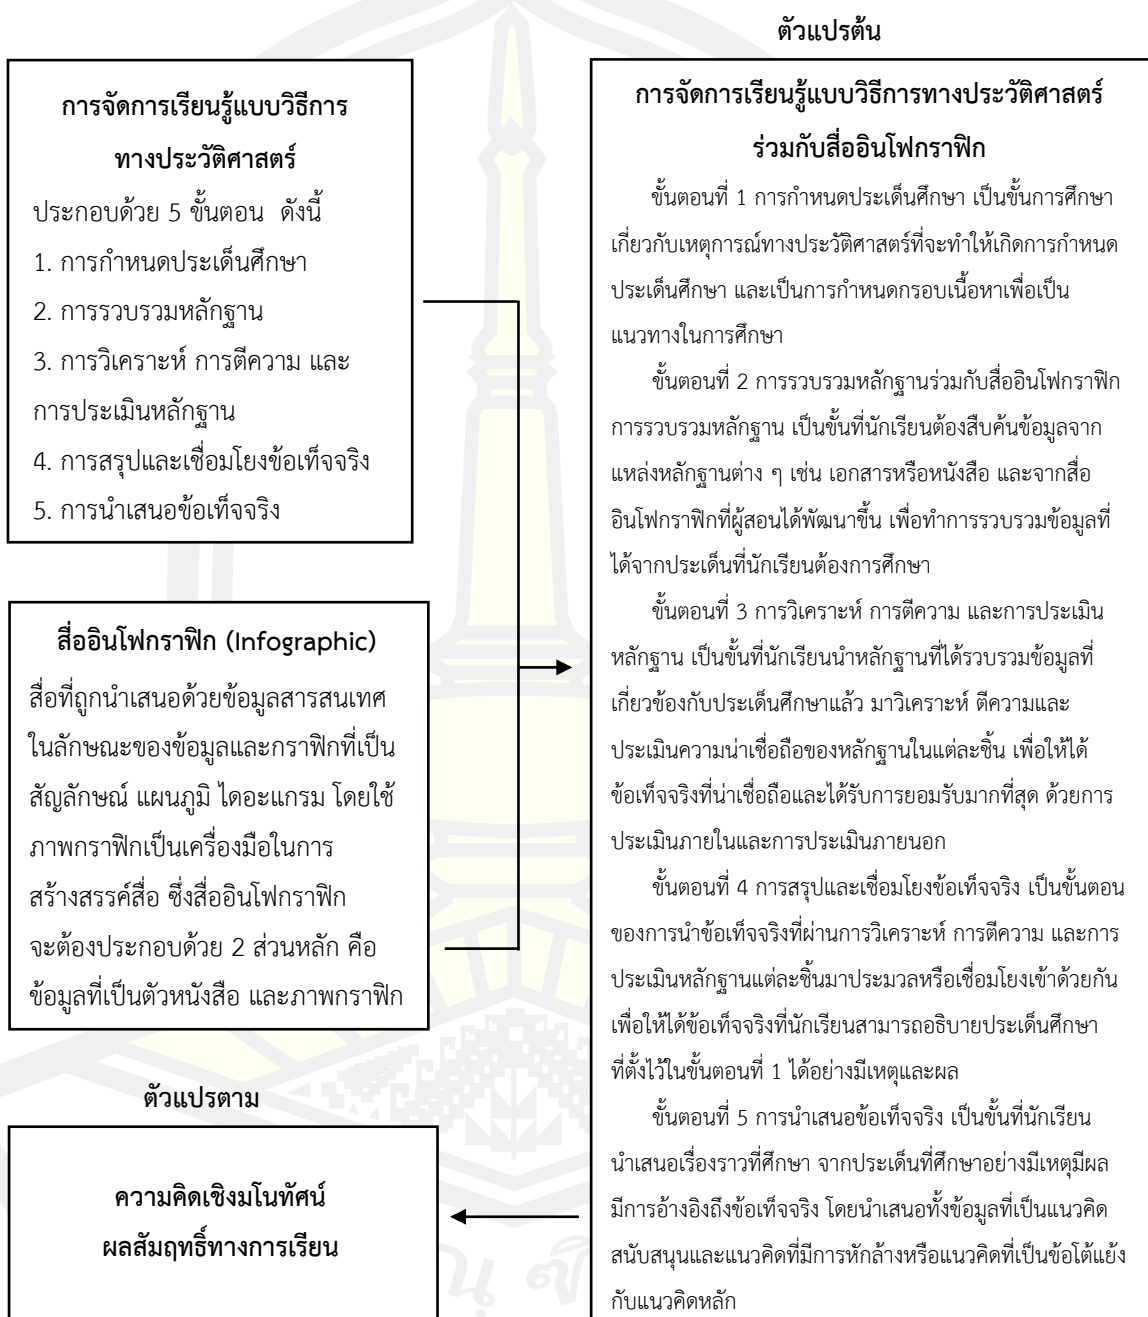 ตัวแปรต้น
การจัดการเรียนรู้แบบวิธีการ
ทางประวัติศาสตร์
ประกอบด้วย 5 ขั้นตอน ดังนี้
1. การกำหนดประเด็นศึกษา
2. การรวบรวมหลักฐาน
3. การวิเคราะห์ การตีความ และ
การประเมินหลักฐาน
4. การสรุปและเชื่อมโยงข้อเท็จจริง
5. การนำเสนอข้อเท็จจริง
สื่ออินโฟกราฟิก (Infographic)
สื่อที่ถูกนำเสนอด้วยข้อมูลสารสนเทศ
ในลักษณะของข้อมูลและกราฟิกที่เป็น
สัญลักษณ์ แผนภูมิ ไดอะแกรม โดยใช้
ภาพกราฟิกเป็นเครื่องมือในการ
สร้างสรรค์สื่อ ซึ่งสื่ออินโฟกราฟิก
จะต้องประกอบด้วย 2 ส่วนหลัก คือ
ข้อมูลที่เป็นตัวหนังสือ และภาพกราฟิก
การจัดการเรียนรู้แบบวิธีการทางประวัติศาสตร์
ร่วมกับสื่ออินโฟกราฟิก
ขั้นตอนที่ 1 การกำหนดประเด็นศึกษา เป็นขั้นการศึกษา
เกี่ยวกับเหตุการณ์ทางประวัติศาสตร์ที่จะทำให้เกิดการกำหนด
ประเด็นศึกษา และเป็นการกำหนดกรอบเนื้อหาเพื่อเป็น
แนวทางในการศึกษา
ขั้นตอนที่ 2 การรวบรวมหลักฐานร่วมกับสื่ออินโฟกราฟิก
การรวบรวมหลักฐาน เป็นขั้นที่นักเรียนต้องสืบค้นข้อมูลจาก
แหล่งหลักฐานต่าง ๆ เช่น เอกสารหรือหนังสือ และจากสื่อ
อินโฟกราฟิกที่ผู้สอนได้พัฒนาขึ้น เพื่อทำการรวบรวมข้อมูลที่
ได้จากประเด็นที่นักเรียนต้องการศึกษา
ขั้นตอนที่ 3 การวิเคราะห์ การตีความ และการประเมิน
หลักฐาน เป็นขั้นที่นักเรียนนำหลักฐานที่ได้รวบรวมข้อมูลที่
เกี่ยวข้องกับประเด็นศึกษาแล้ว มาวิเคราะห์ ตีความและ
ประเมินความน่าเชื่อถือของหลักฐานในแต่ละชิ้น เพื่อให้ได้
ข้อเท็จจริงที่น่าเชื่อถือและได้รับการยอมรับมากที่สุด ด้วยการ
ประเมินภายในและการประเมินภายนอก
ขั้นตอนที่ 4 การสรุปและเชื่อมโยงข้อเท็จจริง เป็นขั้นตอน
ของการนำข้อเท็จจริงที่ผ่านการวิเคราะห์ การตีความ และการ
ประเมินหลักฐานแต่ละชิ้นมาประมวลหรือเชื่อมโยงเข้าด้วยกัน
เพื่อให้ได้ข้อเท็จจริงที่นักเรียนสามารถอธิบายประเด็นศึกษา
ที่ตั้งไว้ในขั้นตอนที่ 1 ได้อย่างมีเหตุและผล
ขั้นตอนที่ 5 การนำเสนอข้อเท็จจริง เป็นขั้นที่นักเรียน
นำเสนอเรื่องราวที่ศึกษา จากประเด็นที่ศึกษาอย่างมีเหตุมีผล
มีการอ้างอิงถึงข้อเท็จจริง โดยนำเสนอทั้งข้อมูลที่เป็นแนวคิด
สนับสนุนและแนวคิดที่มีการหักล้างหรือแนวคิดที่เป็นข้อโต้แย้ง
กับแนวคิดหลัก
ตัวแปรตาม
ความคิดเชิงมโนทัศน์
ผลสัมฤทธิ์ทางการเรียน